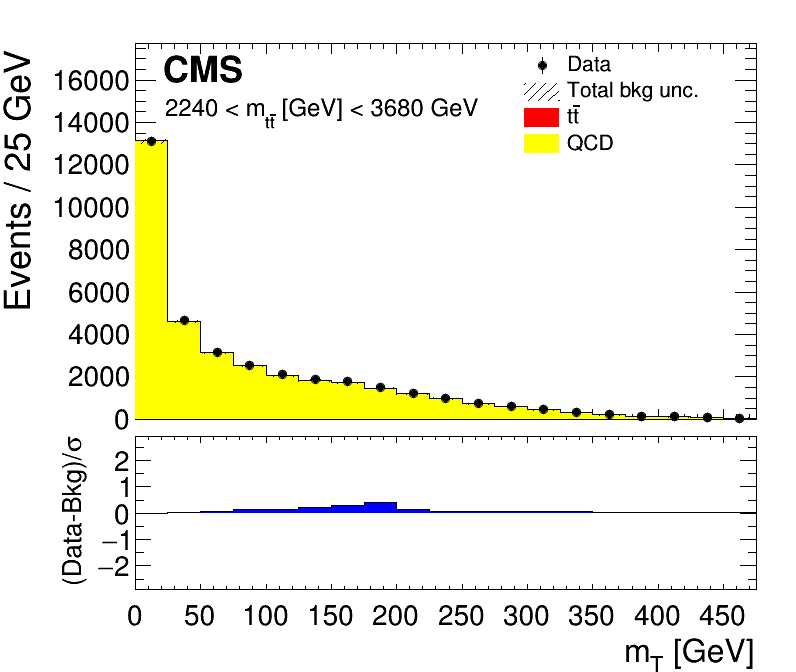 CMS
2240 < m_tt̄ [GeV] < 3680 GeV
Data
Total bkg unc.
tt̄
QCD
Events / 25 GeV
16000
14000
12000
10000
8000
6000
4000
2000
0
(Data-Bkg)/σ
2
1
0
−1
−2
0 50 100 150 200 250 300 350 400 450
m_T [GeV]